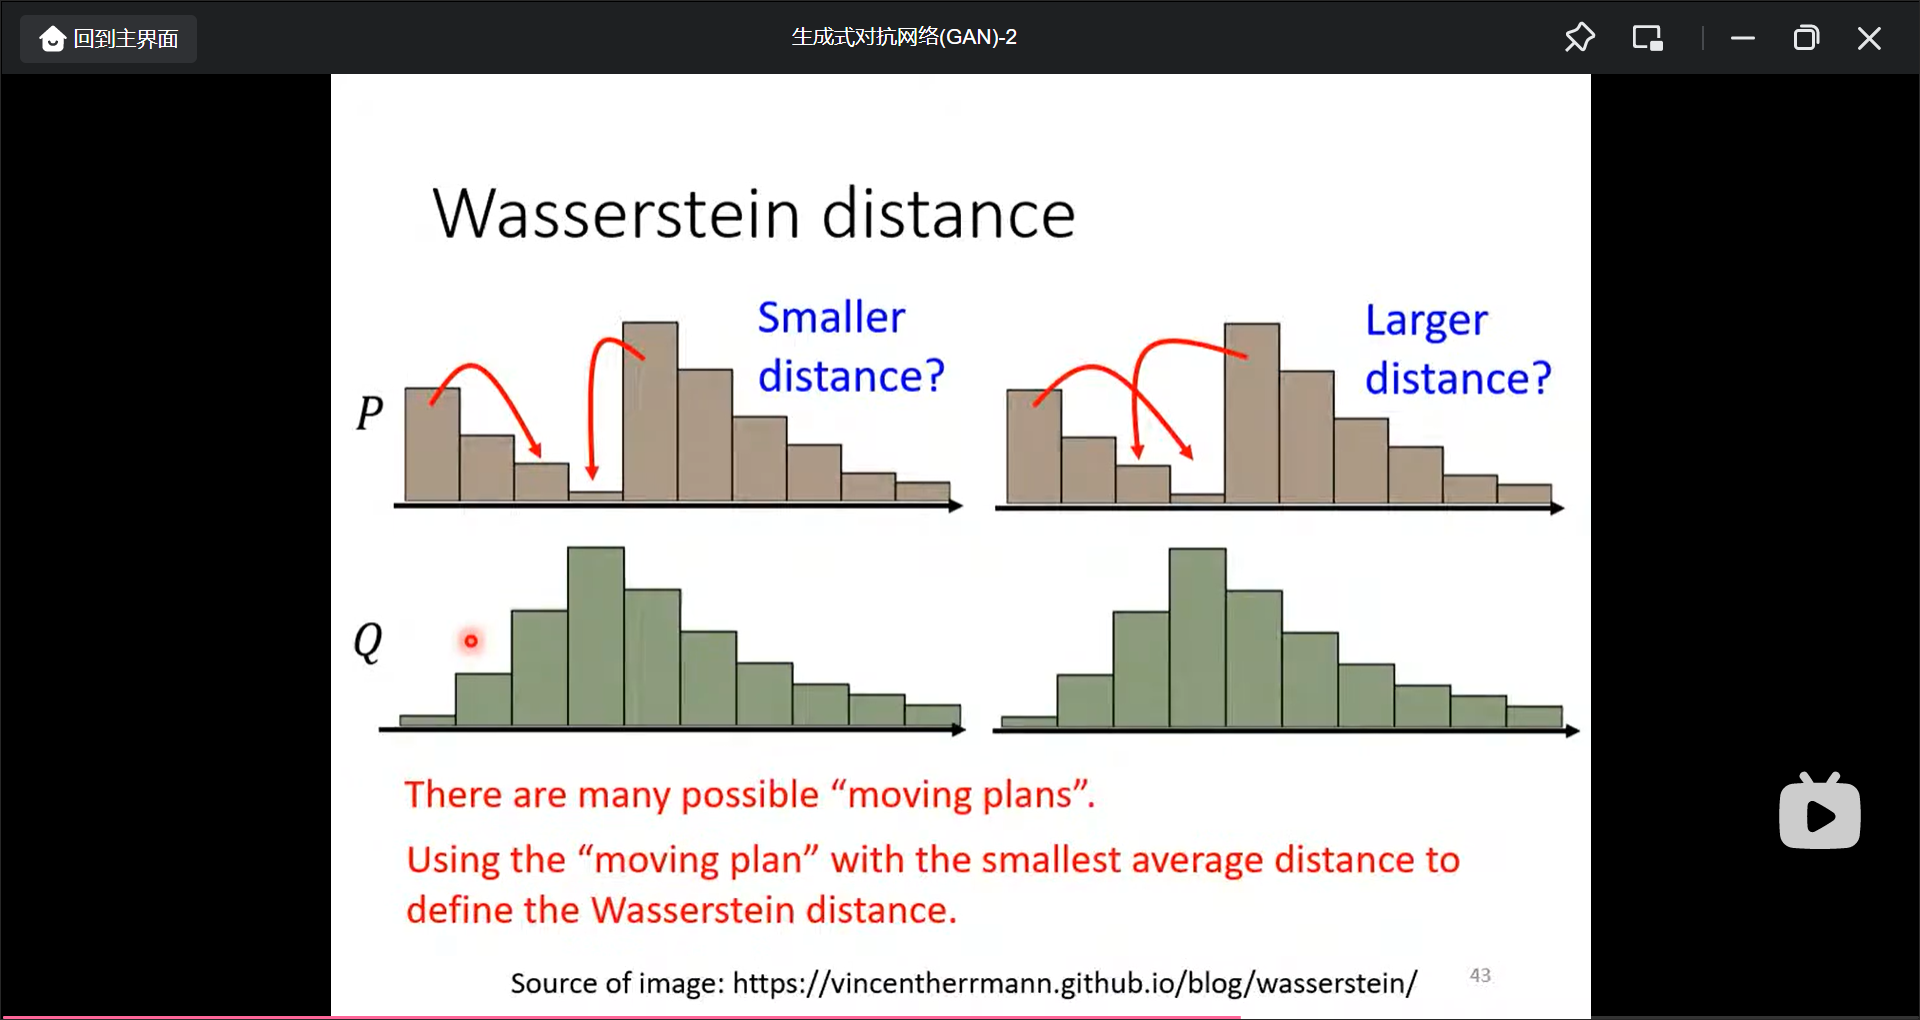 回到主界面
生成式对抗网络(GAN)-2
Wasserstein distance
Smaller
distance?
Larger
distance?
P
Q
There are many possible “moving plans”.
Using the “moving plan” with the smallest average distance to
define the Wasserstein distance.
Source of image: https://vincentherrmann.github.io/blog/wasserstein/
43